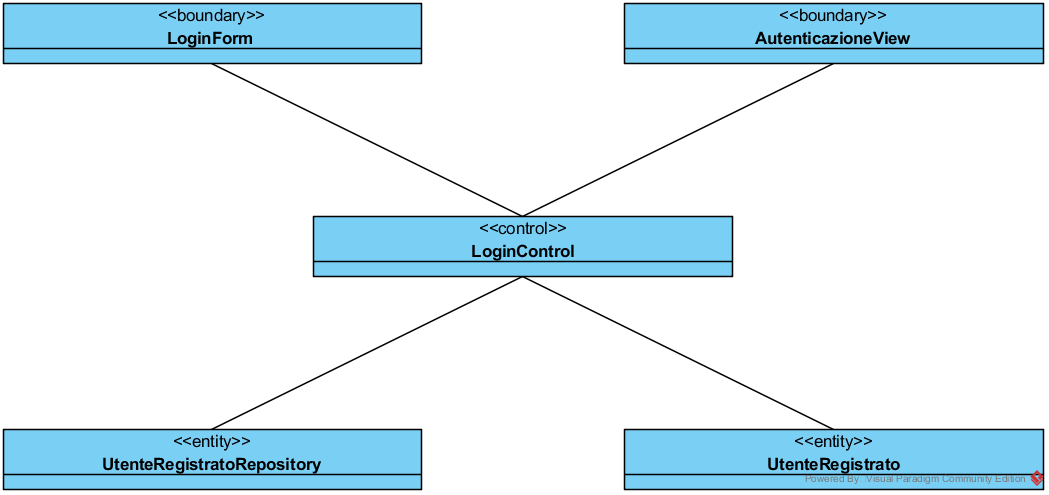 <<boundary>>
LoginForm
<<boundary>>
AutenticazioneView
<<control>>
LoginControl
<<entity>>
UtenteRegistratoRepository
<<entity>>
UtenteRegistrato
Powered By Visual Paradigm Community Edition